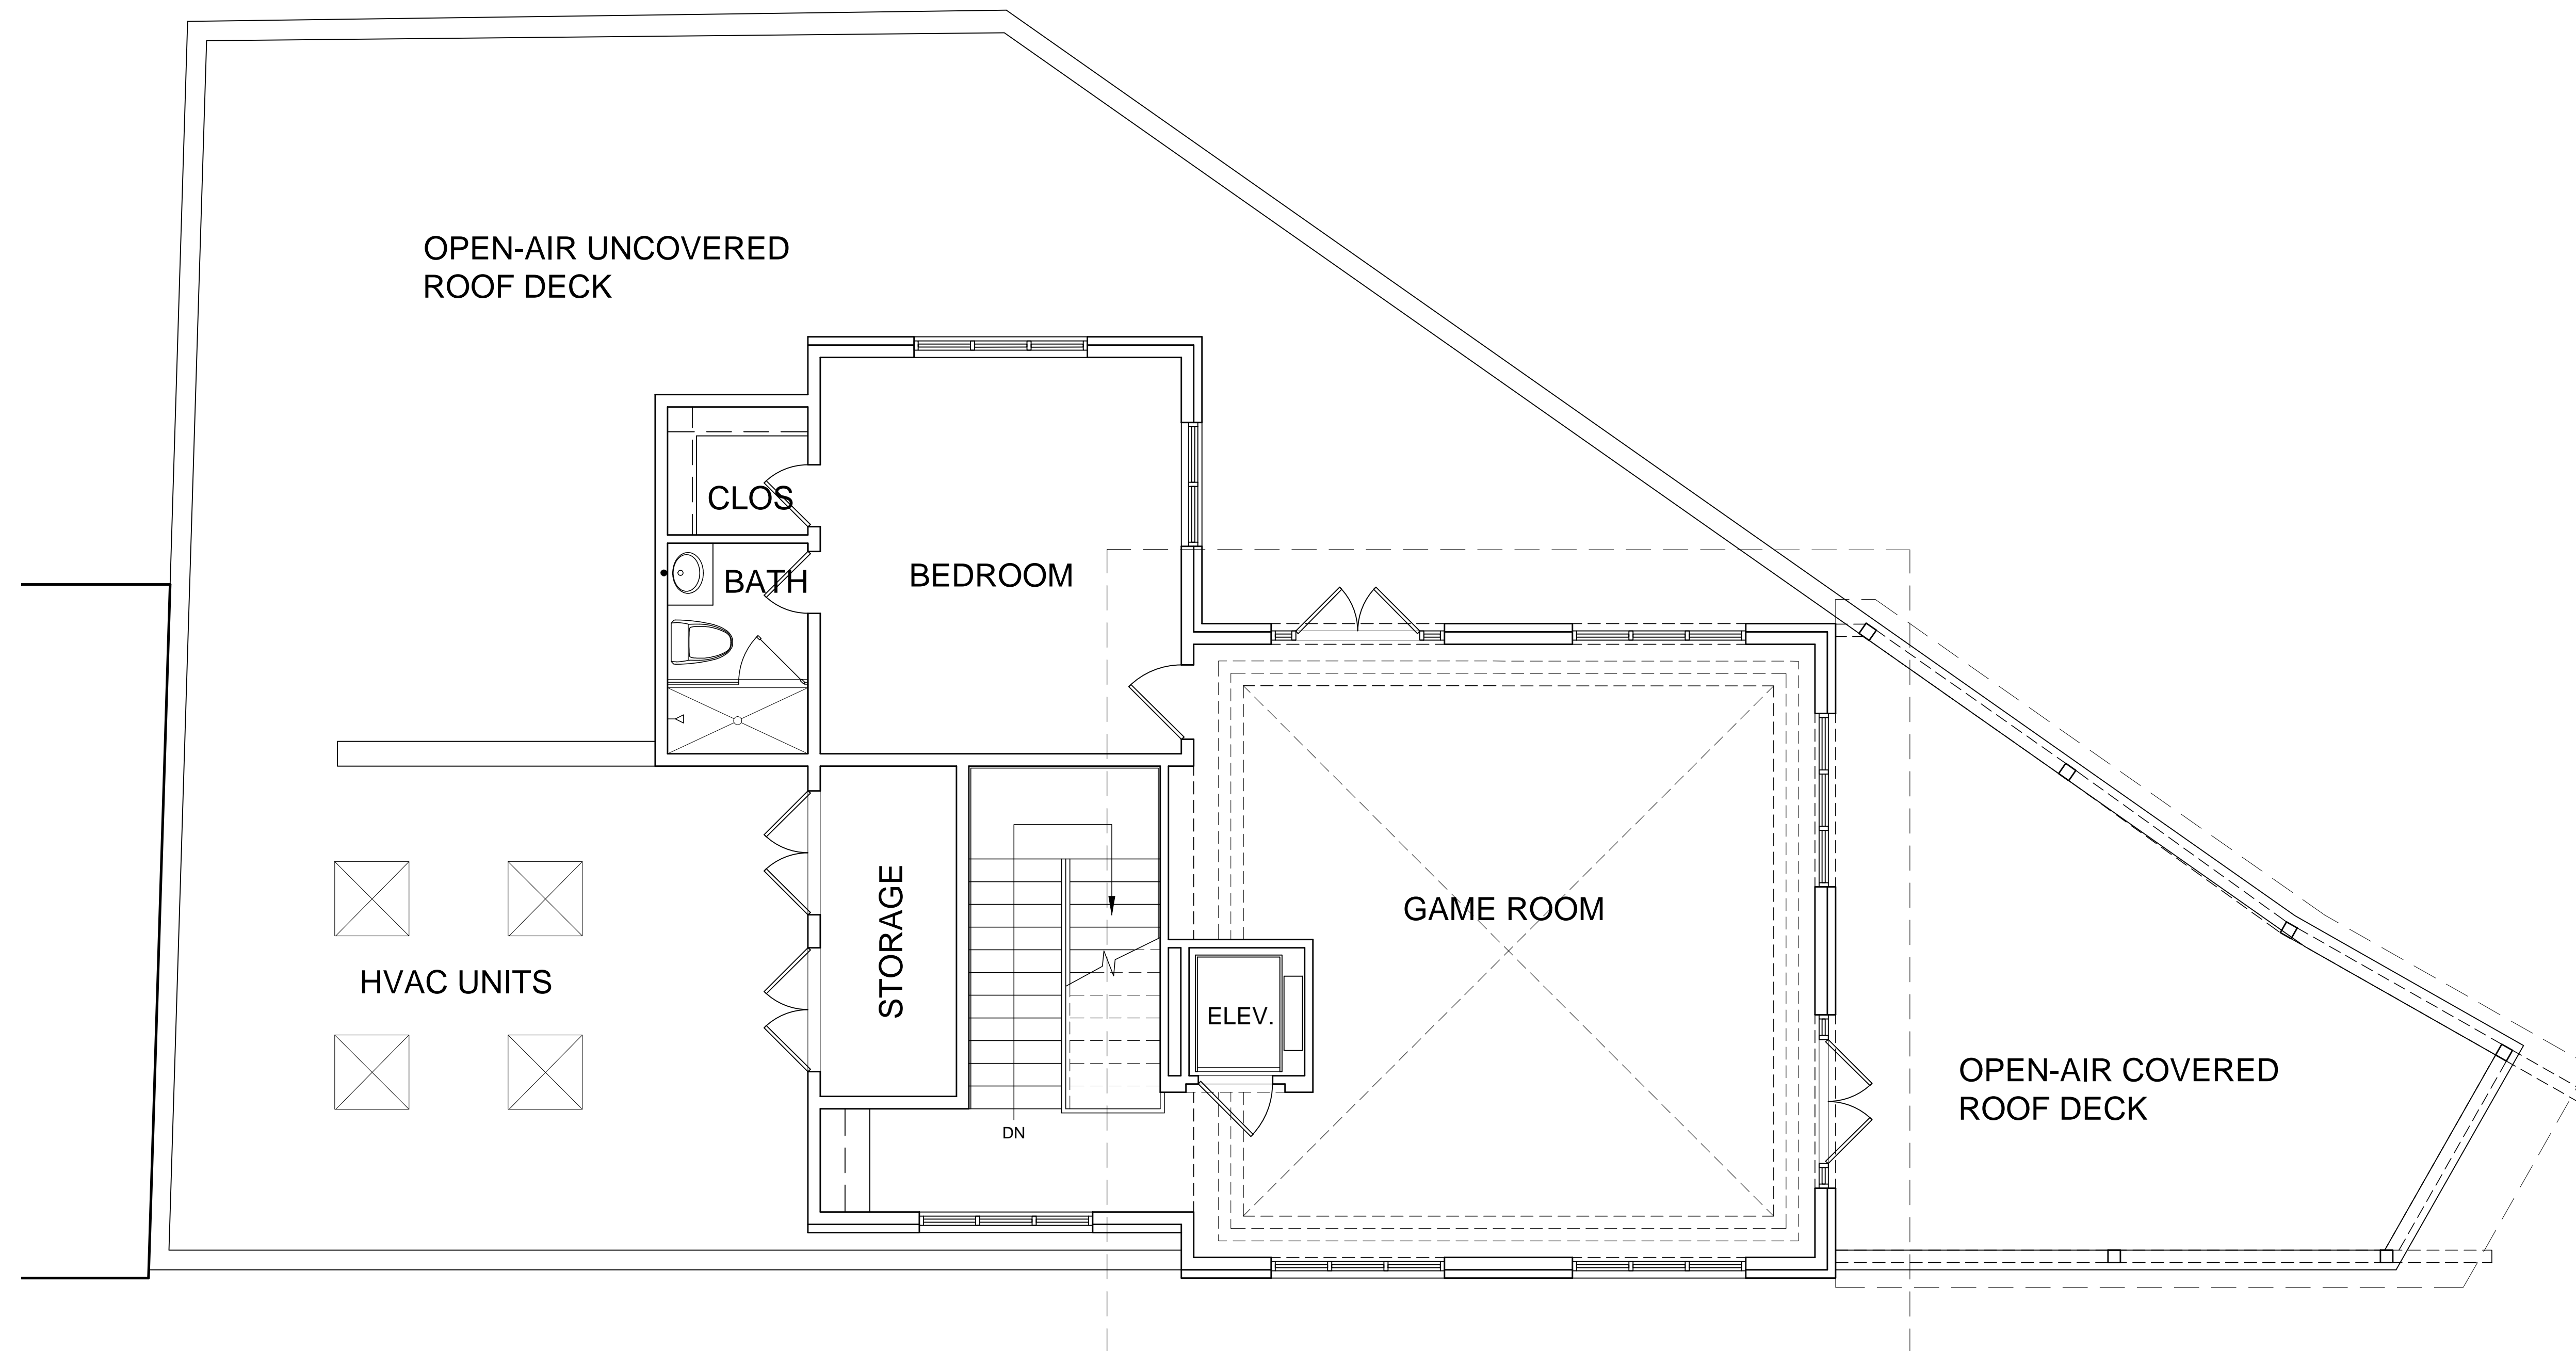 OPEN-AIR UNCOVERED
ROOF DECK
CLOS
BATH
BEDROOM
GAME ROOM
STORAGE
HVAC UNITS
ELEV.
OPEN-AIR COVERED
ROOF DECK
DN